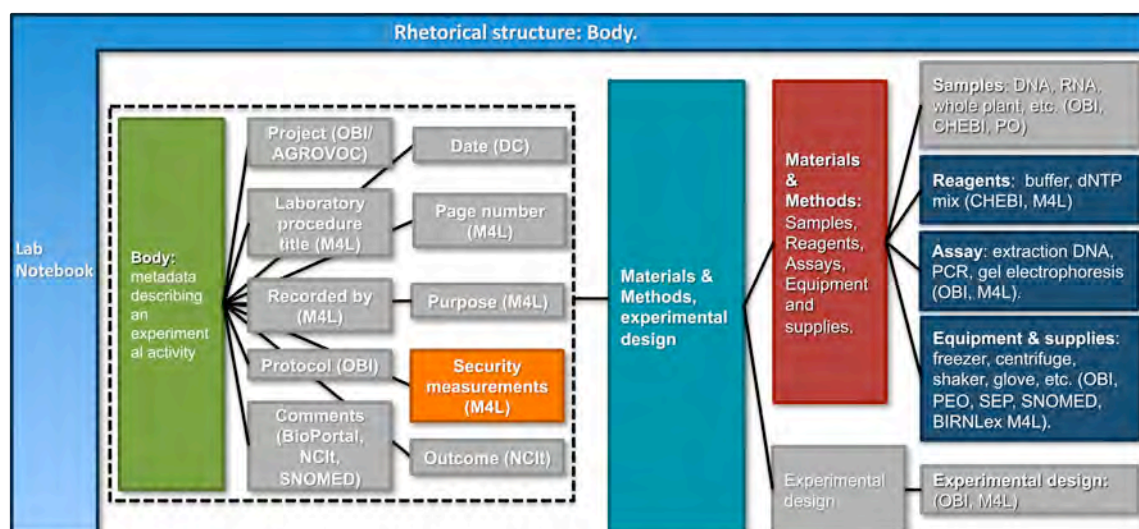 Rhetorical structure: Body.
Lab
Notebook
Body:
metadata
describing
an
experiment
al activity
Project (OBI/
AGROVOC)
Date (DC)
Laboratory
procedure
title (M4L)
Page number
(M4L)
Recorded by
(M4L)
Purpose (M4L)
Protocol (OBI)
Security
measurements
(M4L)
Comments
(BioPortal,
NCIt,
SNOMED)
Outcome (NCIt)
Materials &
Methods,
experimental
design
Materials
&
Methods:
Samples,
Reagents,
Assays,
Equipment
and
supplies.
Samples: DNA, RNA,
whole plant, etc. (OBI,
CHEBI, PO)
Reagents: buffer, dNTP
mix (CHEBI, M4L)
Assay: extraction DNA,
PCR, gel electrophoresis
(OBI, M4L).
Equipment & supplies:
freezer, centrifuge,
shaker, glove, etc. (OBI,
PEO, SEP, SNOMED,
BIRNLex M4L).
Experimental
design
Experimental design:
(OBI, M4L)